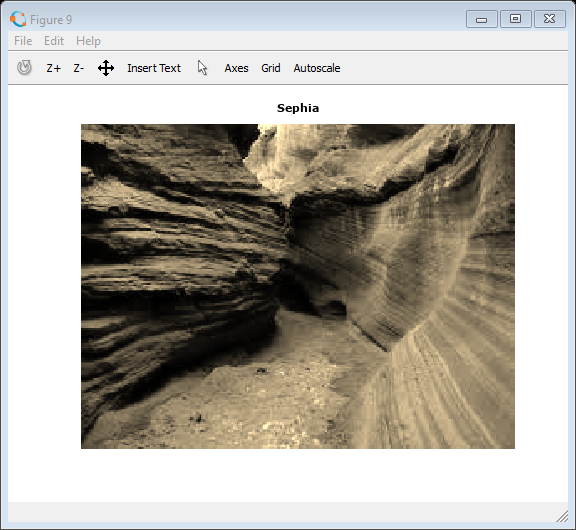 Figure 9
File Edit Help
Z+ Z- Insert Text Axes Grid Autoscale
Sephia